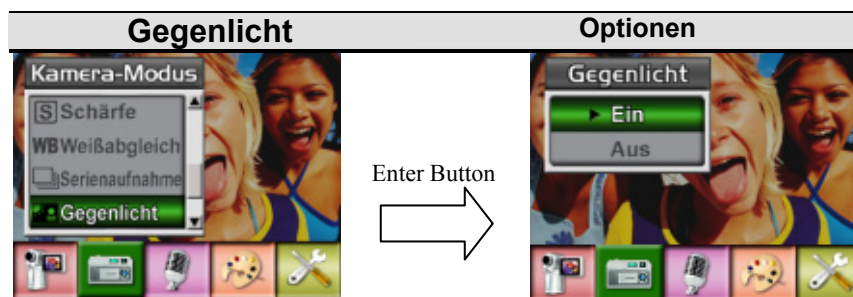 Gegenlicht Optionen
Kamera-Modus
S Schärfe
WB Weißabgleich
Serienaufnahme
Gegenlicht
Enter Button
Gegenlicht
Ein
Aus